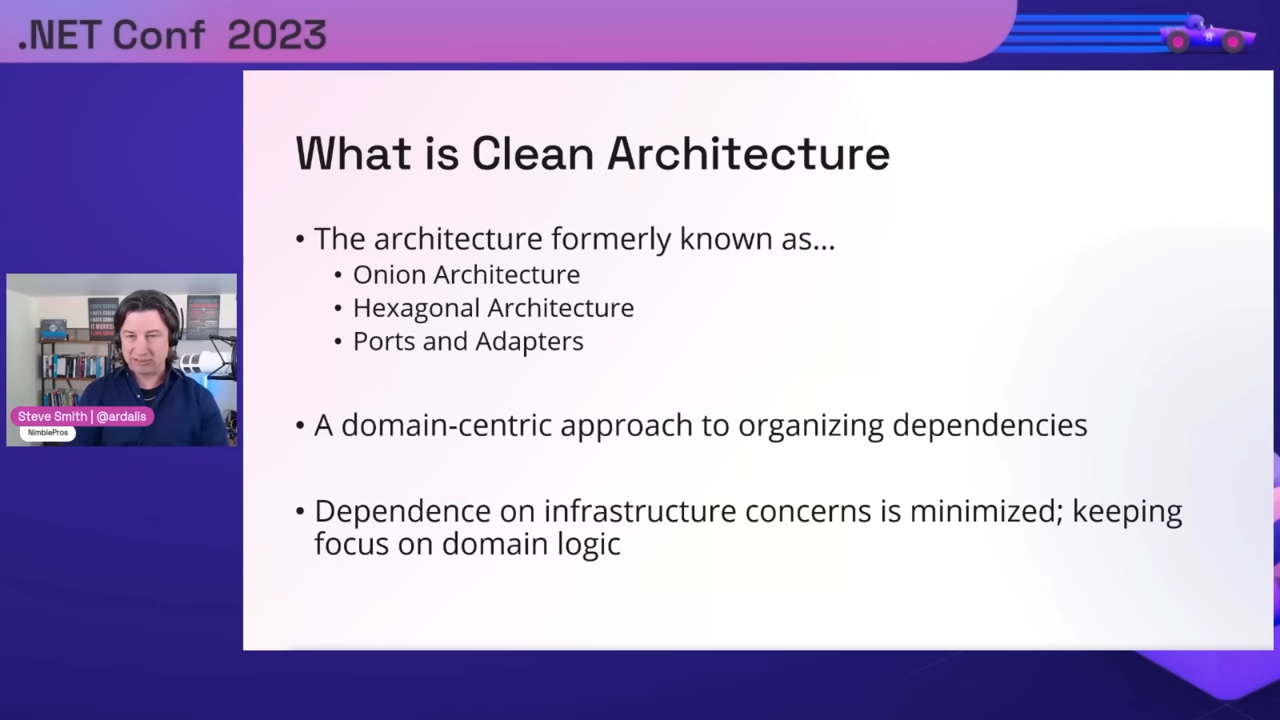 .NET Conf 2023
What is Clean Architecture
• The architecture formerly known as...
• Onion Architecture
• Hexagonal Architecture
• Ports and Adapters
• A domain-centric approach to organizing dependencies
• Dependence on infrastructure concerns is minimized; keeping
focus on domain logic
Steve Smith | @ardalis
NimblePros